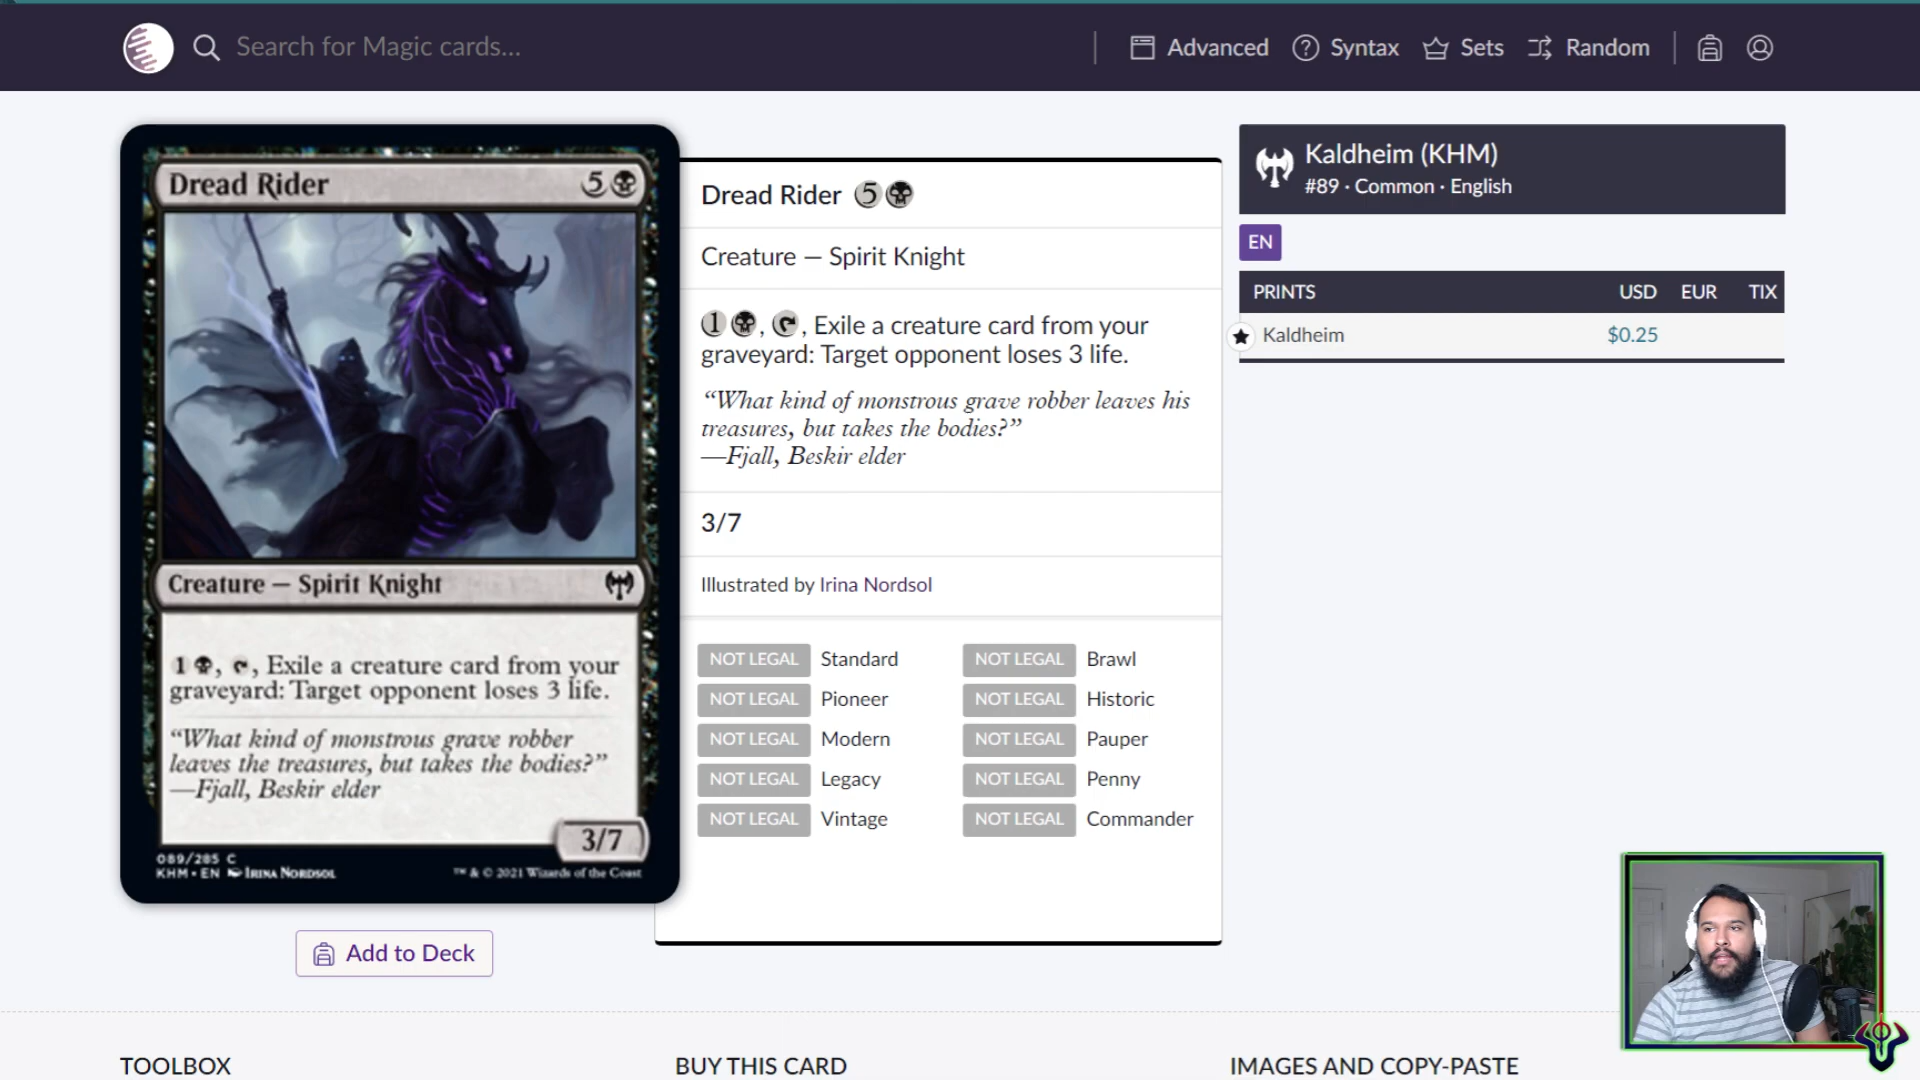 Search for Magic cards...
Advanced
Syntax
Sets
Random
Dread Rider 5
Creature — Spirit Knight
1, , Exile a creature card from your
graveyard: Target opponent loses 3 life.
“What kind of monstrous grave robber
leaves the treasures, but takes the bodies?”
—Fjall, Beskir elder
3/7
089/285 C
KHM • EN Irina Nordsol
™ & © 2021 Wizards of the Coast
Add to Deck
Dread Rider 5
Creature — Spirit Knight
1, , Exile a creature card from your
graveyard: Target opponent loses 3 life.
“What kind of monstrous grave robber leaves his
treasures, but takes the bodies?”
—Fjall, Beskir elder
3/7
Illustrated by Irina Nordsol
NOT LEGAL Standard NOT LEGAL Brawl
NOT LEGAL Pioneer NOT LEGAL Historic
NOT LEGAL Modern NOT LEGAL Pauper
NOT LEGAL Legacy NOT LEGAL Penny
NOT LEGAL Vintage NOT LEGAL Commander
Kaldheim (KHM)
#89 · Common · English
EN
PRINTS USD EUR TIX
Kaldheim $0.25
TOOLBOX
BUY THIS CARD
IMAGES AND COPY-PASTE